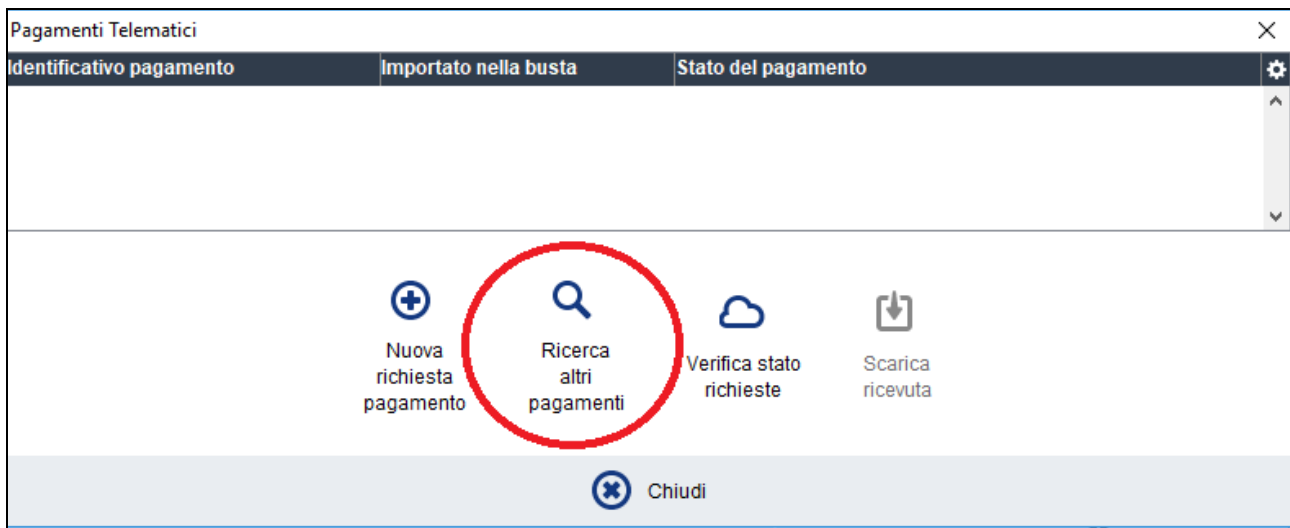 Pagamenti Telematici
Identificativo pagamento Importato nella busta Stato del pagamento
Nuova
richiesta
pagamento
Ricerca
altri
pagamenti
Verifica stato
richieste
Scarica
ricevuta
Chiudi